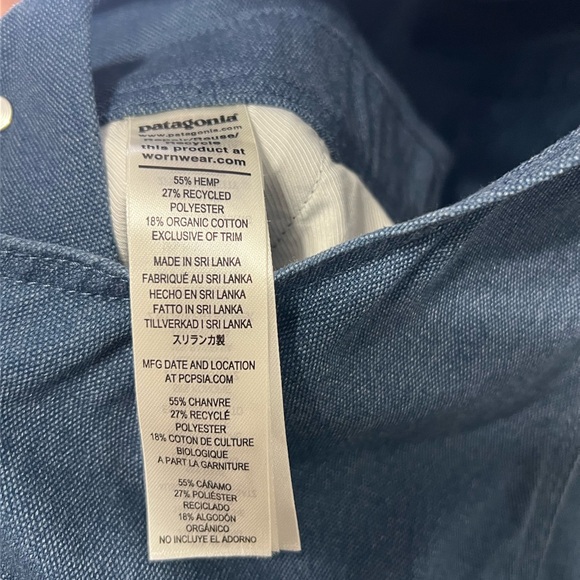 patagonia
www.patagonia.com
Repair/Reuse/
Recycle
this product at
wornwear.com
55% HEMP
27% RECYCLED
POLYESTER
18% ORGANIC COTTON
EXCLUSIVE OF TRIM
MADE IN SRI LANKA
FABRIQUÉ AU SRI LANKA
HECHO EN SRI LANKA
FATTO IN SRI LANKA
TILLVERKAD I SRI LANKA
スリランカ製
MFG DATE AND LOCATION
AT PCPSIA.COM
55% CHANVRE
27% RECYCLÉ
POLYESTER
18% COTON DE CULTURE
BIOLOGIQUE
A PART LA GARNITURE
55% CÁÑAMO
27% POLIÉSTER
RECICLADO
18% ALGODÓN
ORGÁNICO
NO INCLUYE EL ADORNO